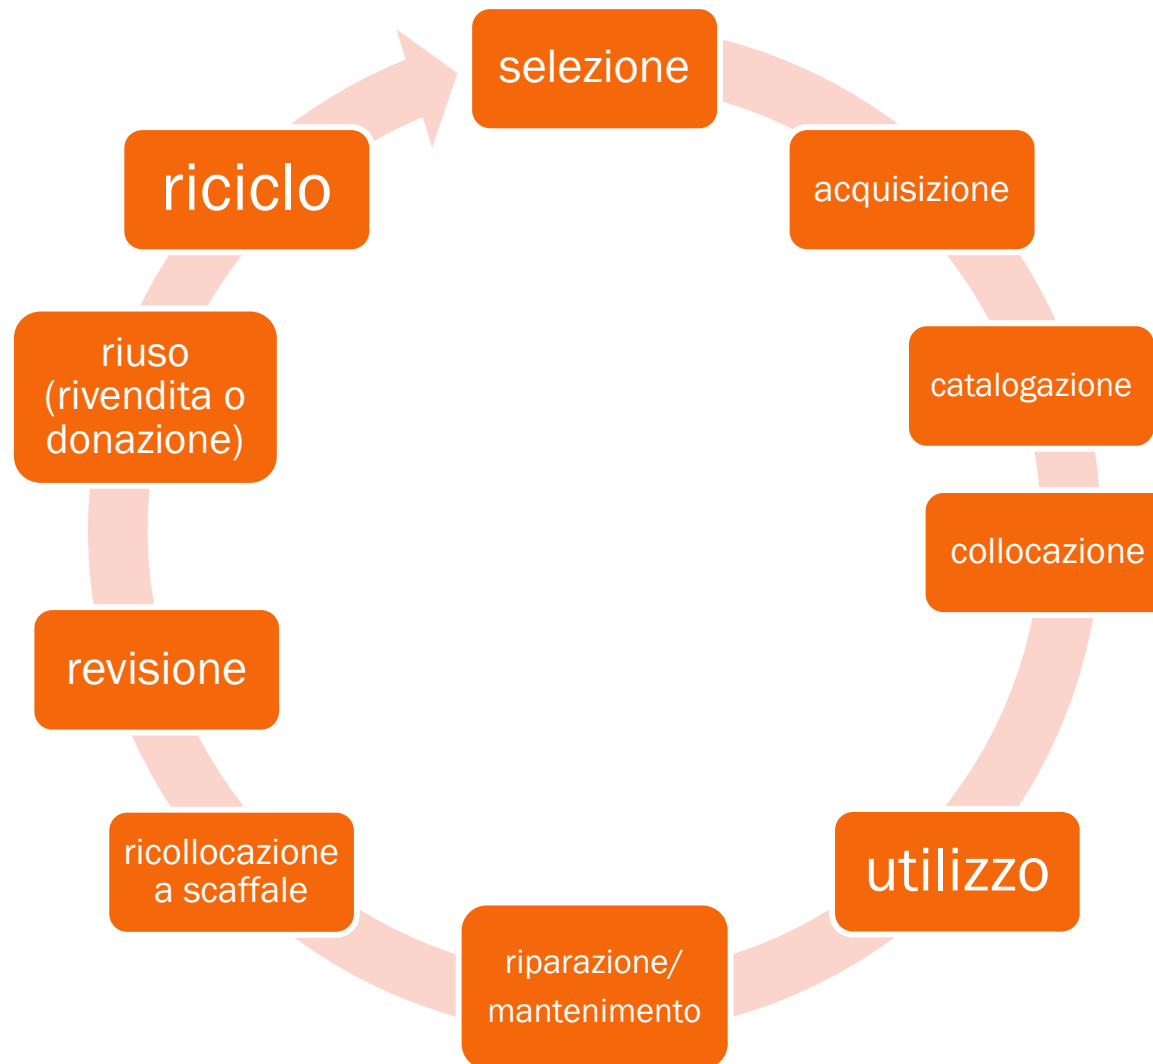 selezione
acquisizione
catalogazione
collocazione
utilizzo
riparazione/
mantenimento
ricollocazione
a scaffale
revisione
riuso
(rivendita o
donazione)
riciclo